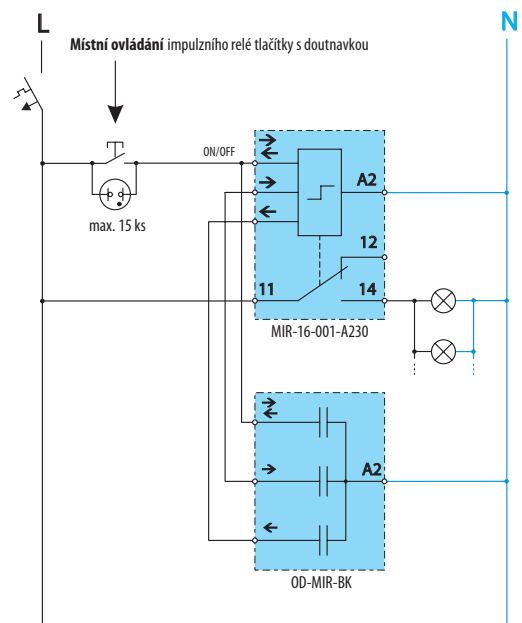 L
N
Místní ovládání impulzního relé tlačítky s doutnavkou
ON/OFF
max. 15 ks
A2
12
11
14
MIR-16-001-A230
A2
OD-MIR-BK